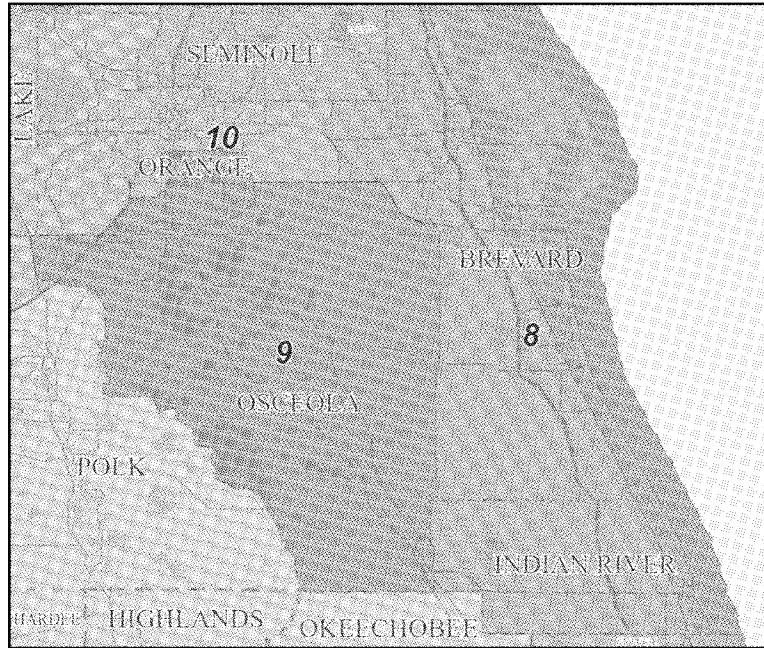 SEMINOLE
LAKE
10
ORANGE
BREVARD
8
9
OSCEOLA
POLK
INDIAN RIVER
HARDEE
HIGHLANDS
OKEECHOBEE